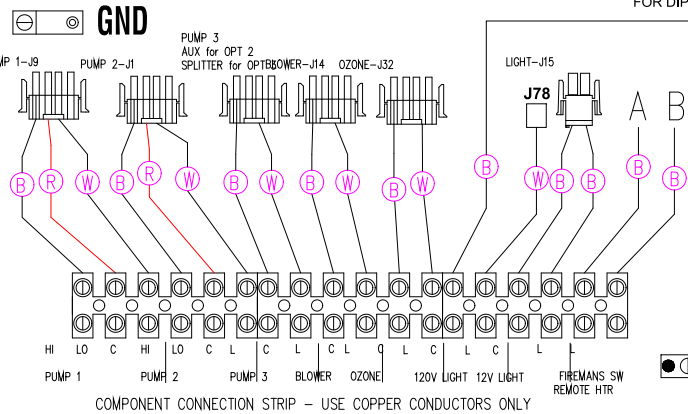 FOR DIP
GND
PUMP 3
AUX for OPT 2
MP 1-J9 PUMP 2-J1 SPLITTER for OPT BLOWER-J14 OZONE-J32 LIGHT-J15
J78
A B
B R W B R W B W B W B W B W B B B B
HI LO C HI LO C L C L C L C L C L C L L
PUMP 1 PUMP 2 PUMP 3 BLOWER OZONE 120V LIGHT 12V LIGHT FIREMANS SW
REMOTE HTR
COMPONENT CONNECTION STRIP - USE COPPER CONDUCTORS ONLY